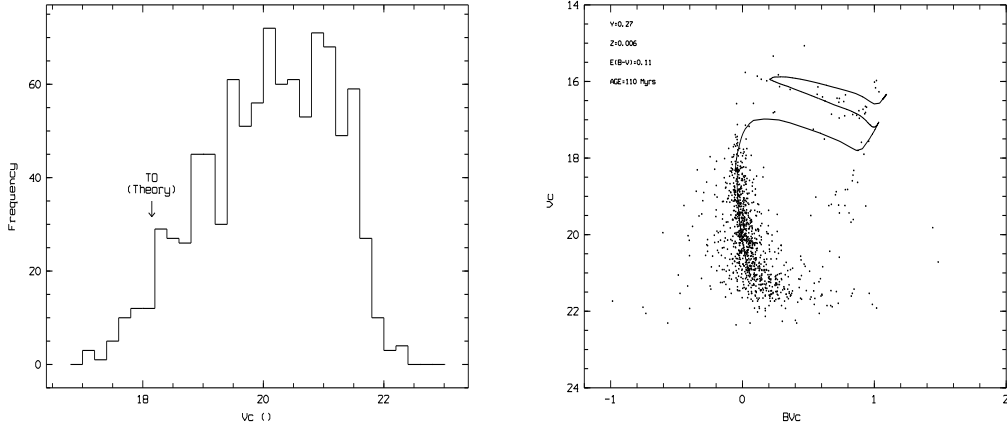 60
40
20
0
Frequency
TO
(Theory)
18
20
22
Vc ()
14
16
18
20
22
24
Vc
Y=0.27
Z=0.006
E(B-V)=0.11
AGE=110 Myrs
-1
0
1
2
BVc